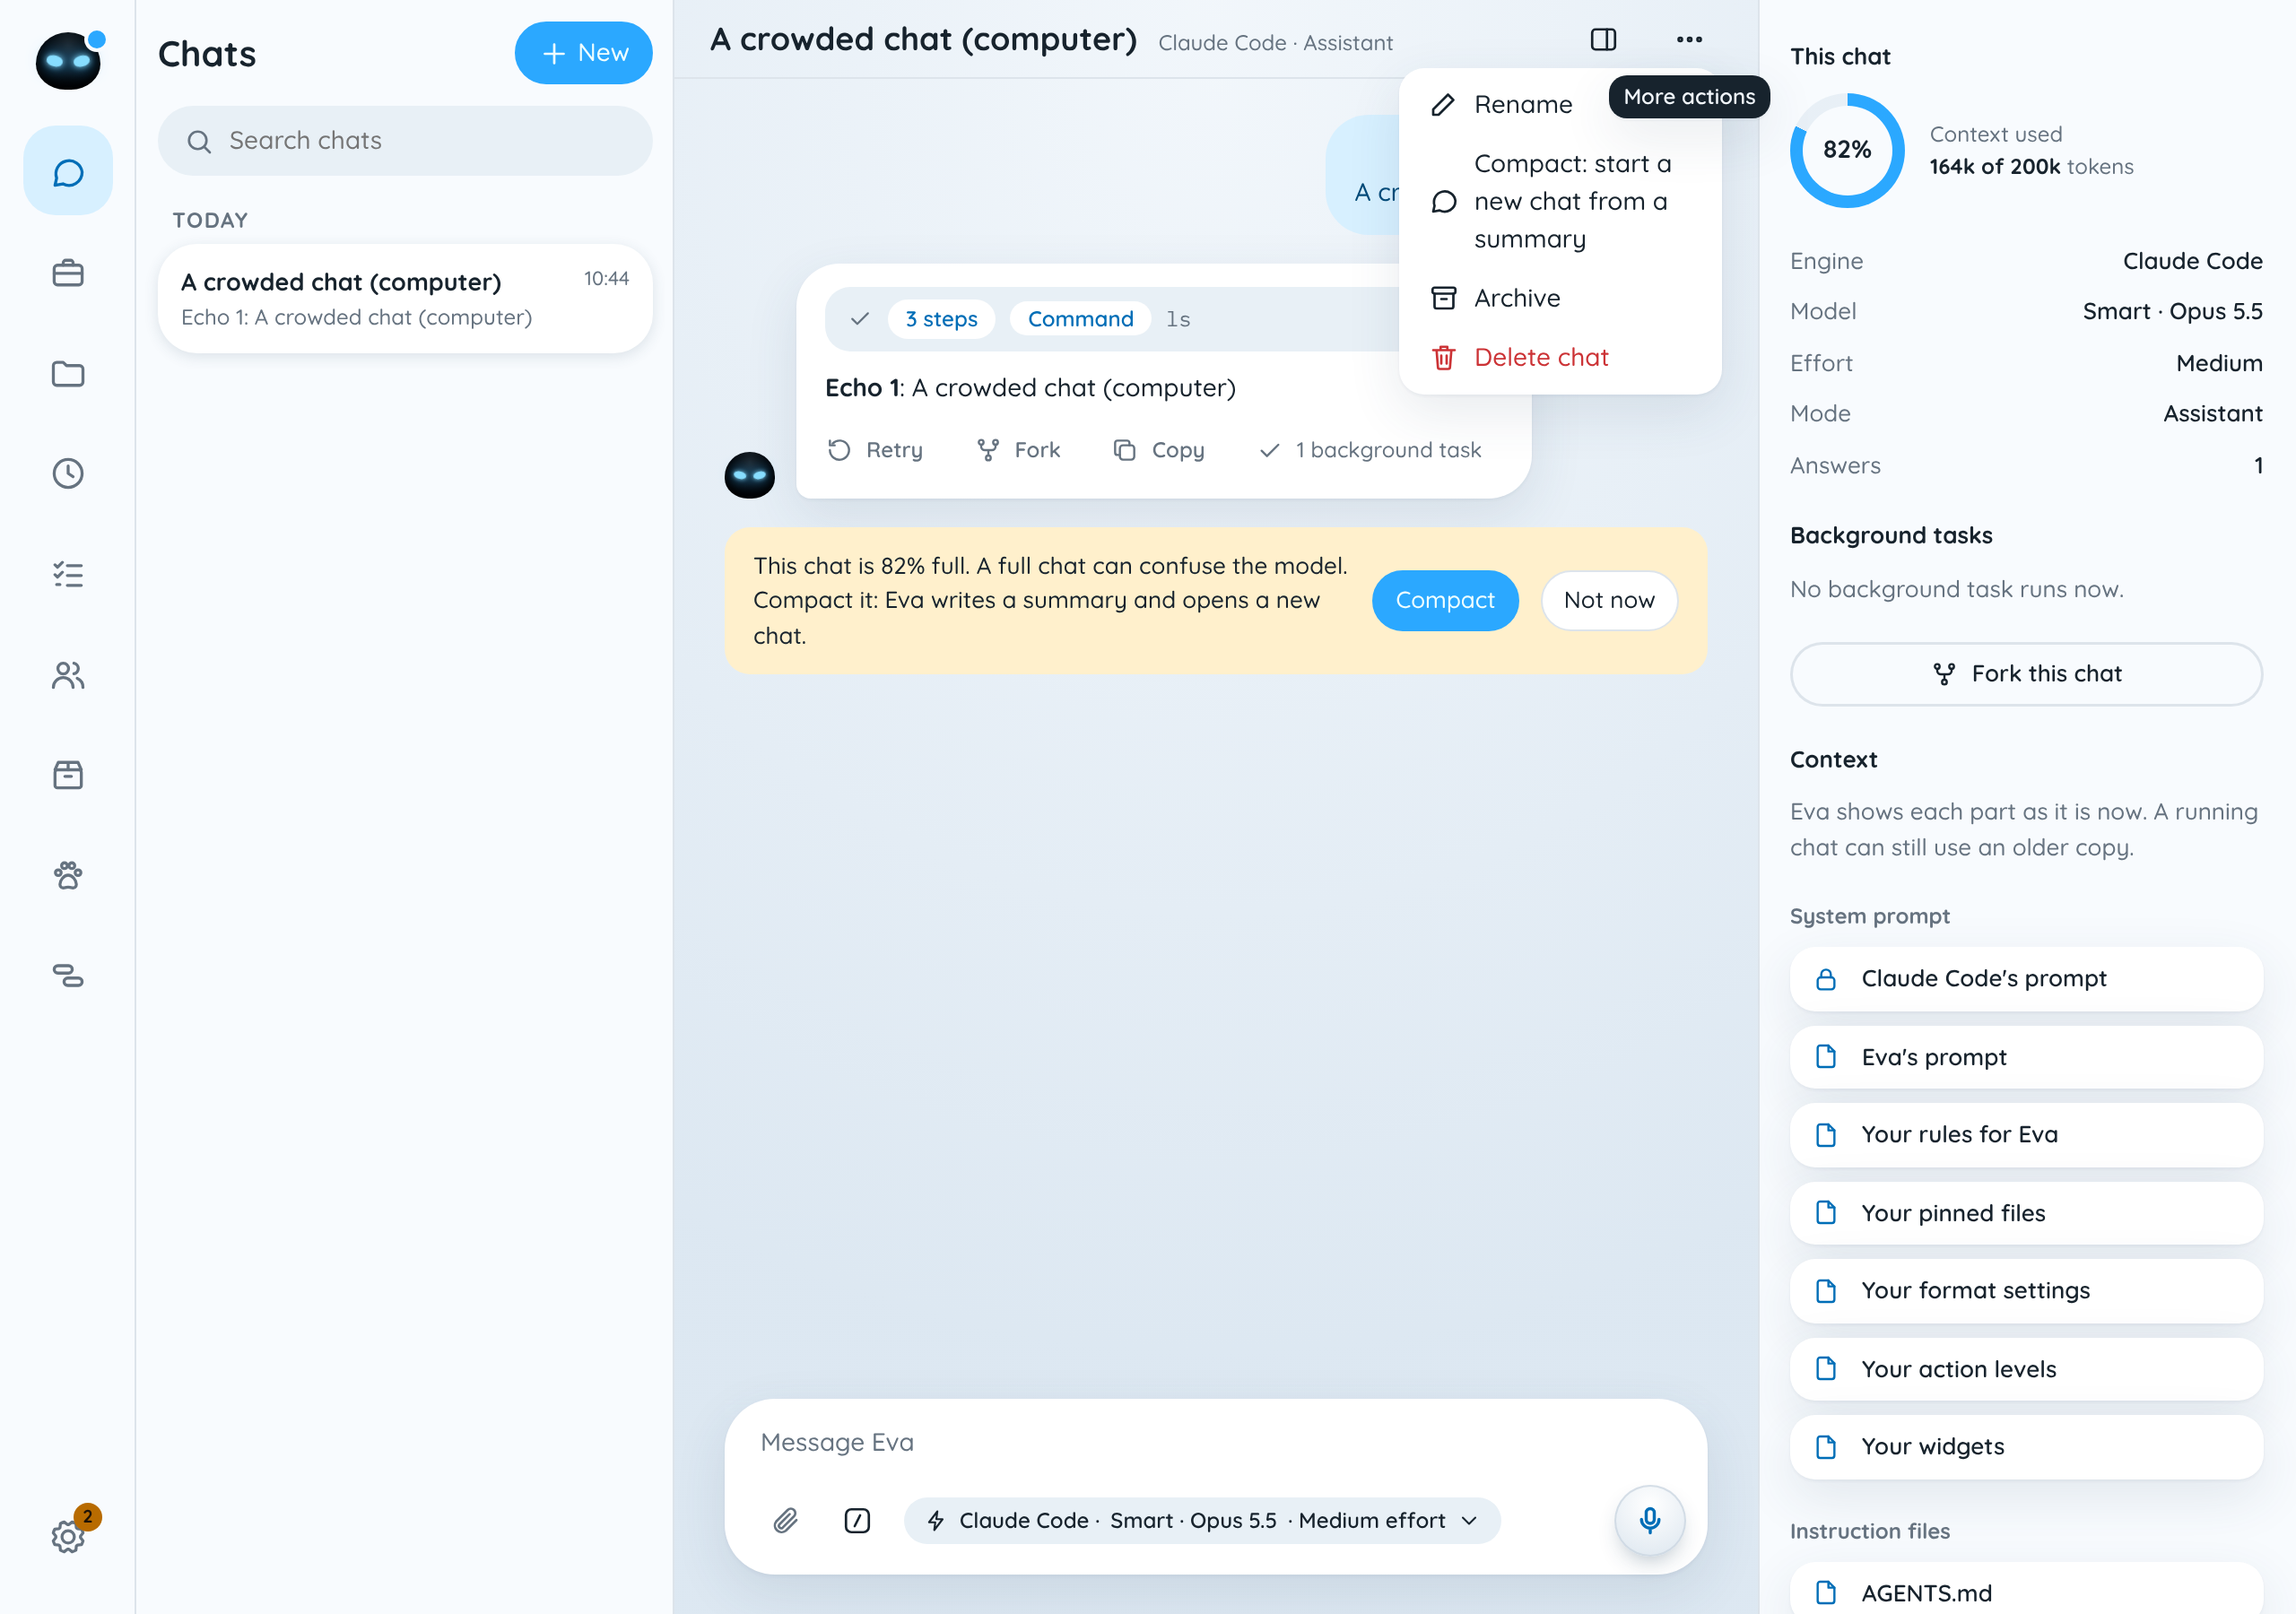 Chats
New
Search chats
TODAY
A crowded chat (computer)
10:44
Echo 1: A crowded chat (computer)
2
A crowded chat (computer)
Claude Code · Assistant
More actions
Rename
Compact: start a
new chat from a
summary
Archive
Delete chat
A cr
3 steps
Command
ls
Echo 1: A crowded chat (computer)
Retry
Fork
Copy
1 background task
This chat is 82% full. A full chat can confuse the model.
Compact it: Eva writes a summary and opens a new
chat.
Compact
Not now
Message Eva
Claude Code · Smart · Opus 5.5 · Medium effort
This chat
82%
Context used
164k of 200k tokens
Engine
Claude Code
Model
Smart · Opus 5.5
Effort
Medium
Mode
Assistant
Answers
1
Background tasks
No background task runs now.
Fork this chat
Context
Eva shows each part as it is now. A running
chat can still use an older copy.
System prompt
Claude Code's prompt
Eva's prompt
Your rules for Eva
Your pinned files
Your format settings
Your action levels
Your widgets
Instruction files
AGENTS.md